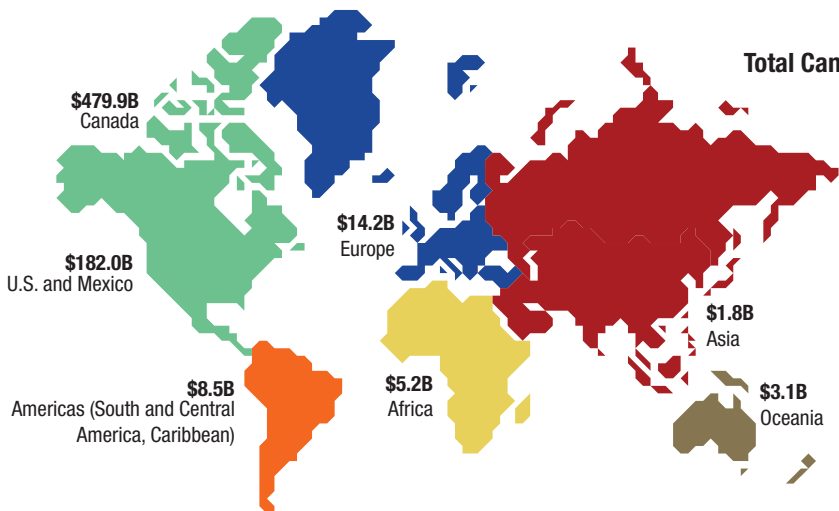 Total Can
$479.9B
Canada
$14.2B
Europe
$182.0B
U.S. and Mexico
$1.8B
Asia
$8.5B
Americas (South and Central
America, Caribbean)
$5.2B
Africa
$3.1B
Oceania